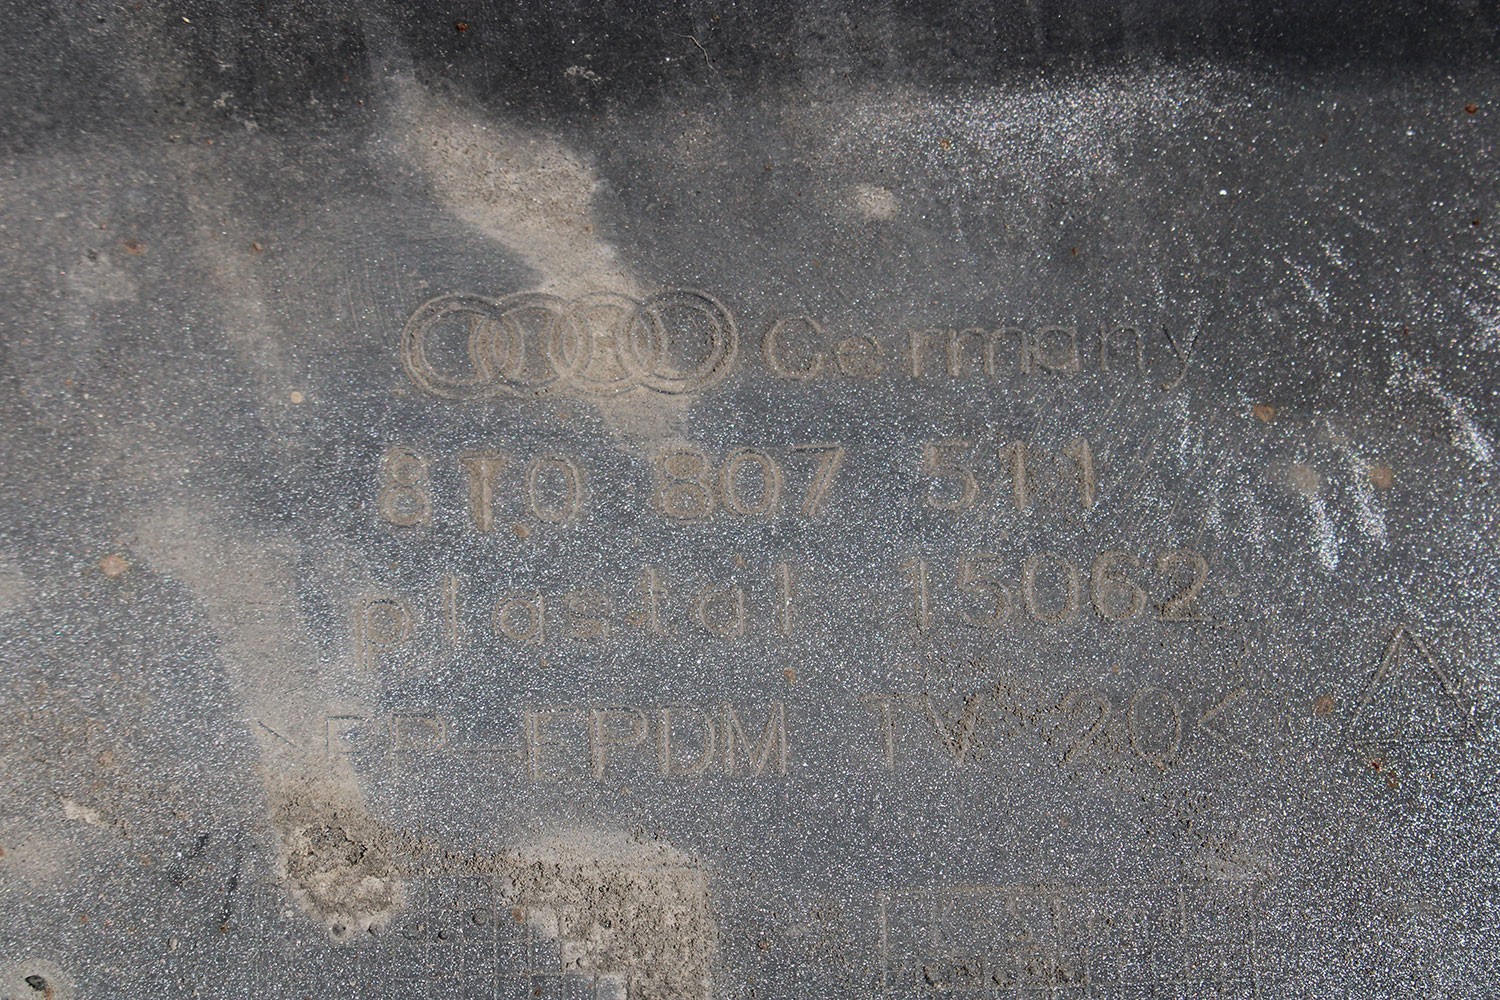 Germany
8T0 807 511
plastal 15062
>PP-EPDM TV 20<